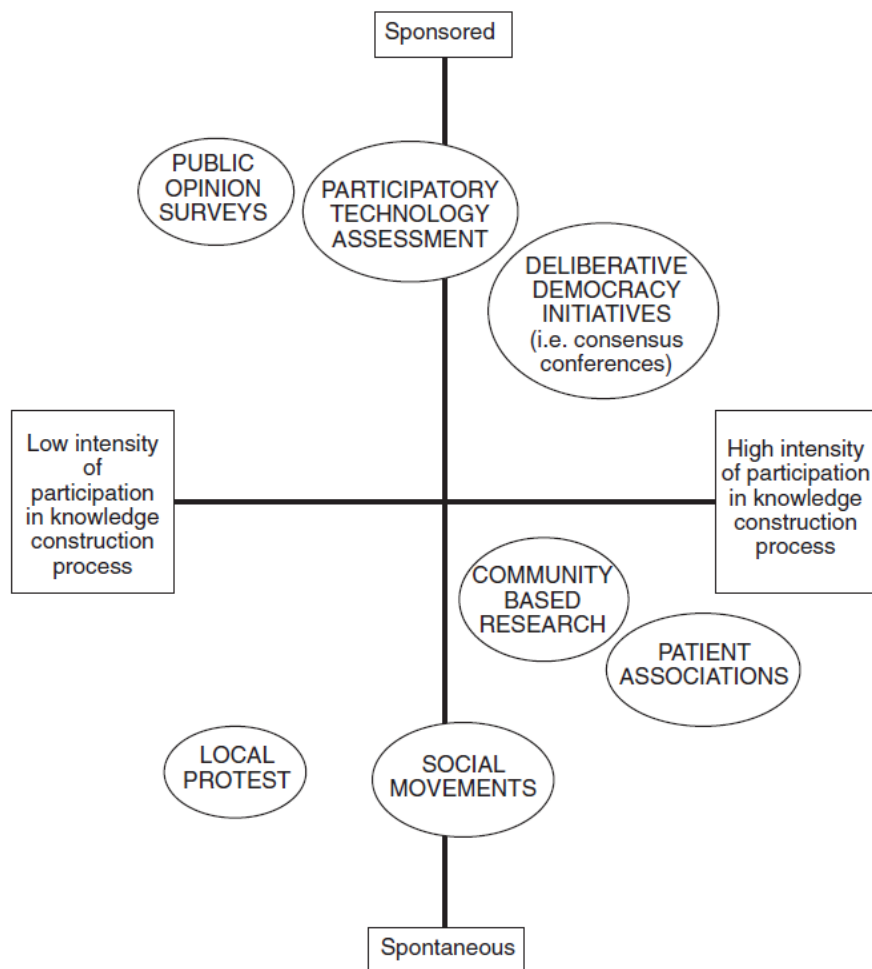 Sponsored
PUBLIC
OPINION
SURVEYS
PARTICIPATORY
TECHNOLOGY
ASSESSMENT
DELIBERATIVE
DEMOCRACY
INITIATIVES
(i.e. consensus
conferences)
Low intensity
of
participation
in knowledge
construction
process
High intensity
of participation
in knowledge
construction
process
COMMUNITY
BASED
RESEARCH
PATIENT
ASSOCIATIONS
LOCAL
PROTEST
SOCIAL
MOVEMENTS
Spontaneous